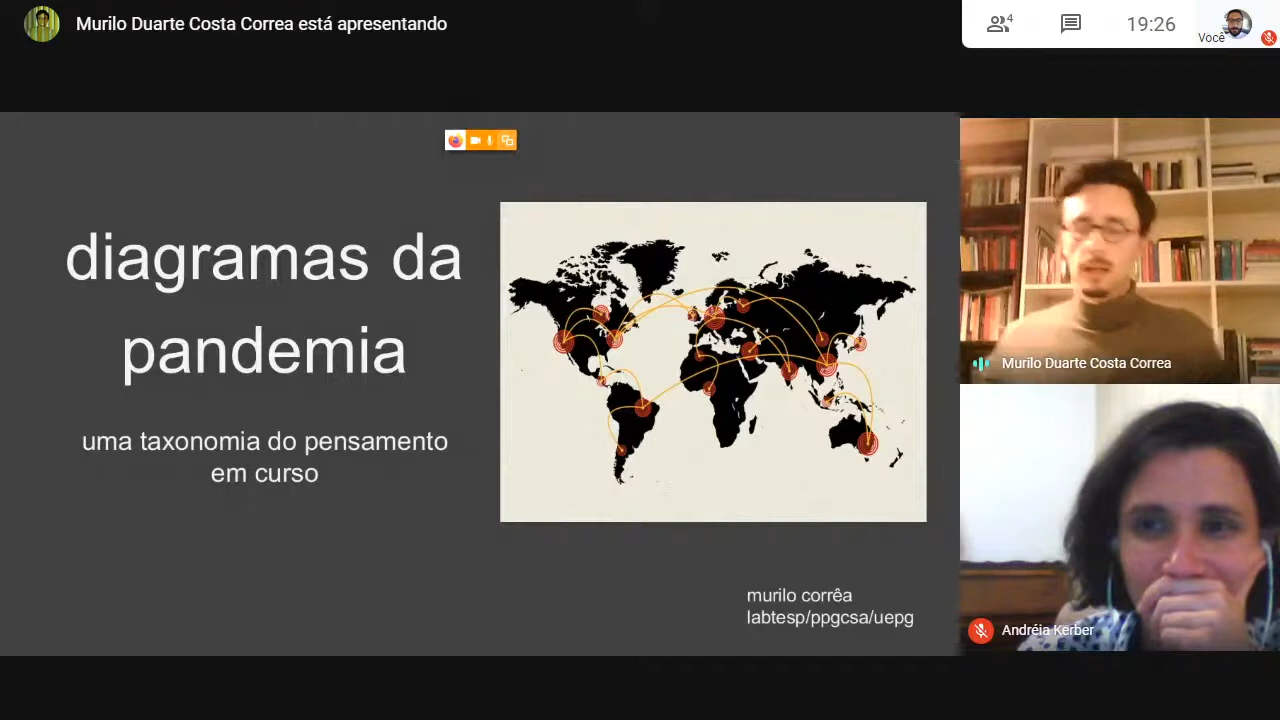 Murilo Duarte Costa Correa está apresentando
4
19:26
Você
diagramas da
pandemia
uma taxonomia do pensamento
em curso
murilo corrêa
labtesp/ppgcsa/uepg
Murilo Duarte Costa Correa
Andréia Kerber